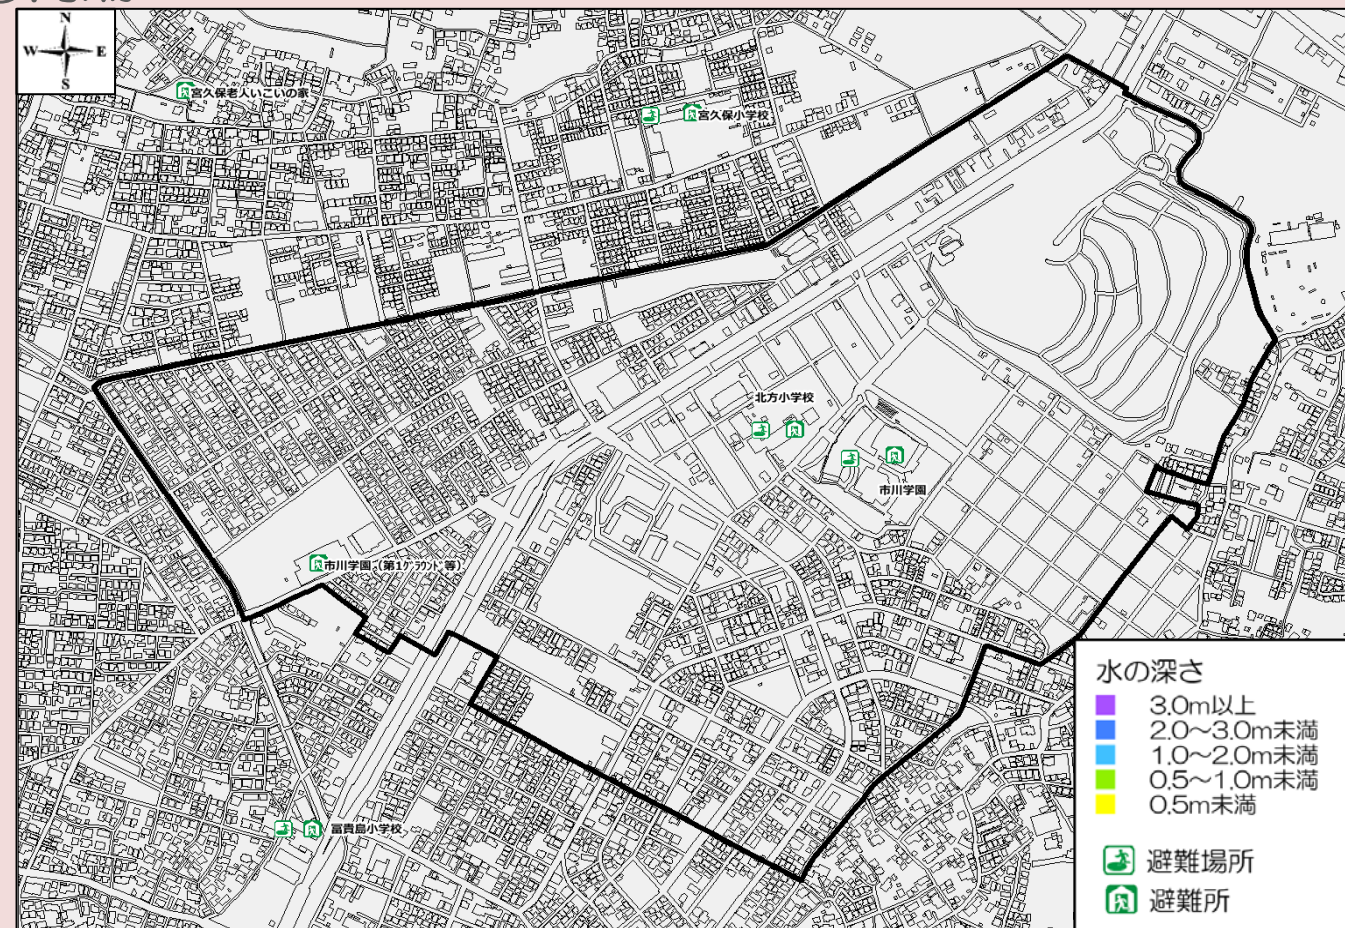 N
W E
S
宮久保老人いこいの家
宮久保小学校
北方小学校
市川学園
市川学園（第1グラウンド等）
冨貴島小学校
水の深さ
3.0m以上
2.0～3.0m未満
1.0～2.0m未満
0.5～1.0m未満
0.5m未満
避難場所
避難所